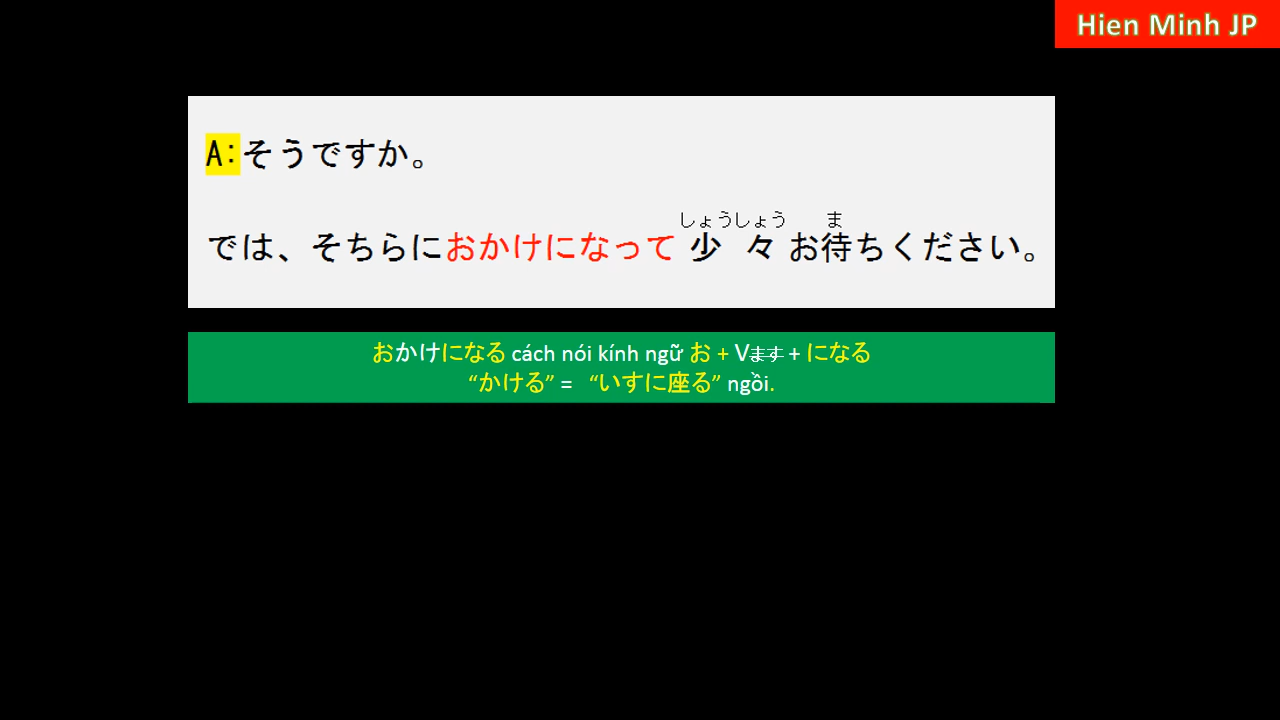 Hien Minh JP
A:そうですか。
しょうしょう ま
では、そちらにおかけになって少々お待ちください。
おかけになる cách nói kính ngữ お + Vます + になる
“かける” = “いすに座る” ngồi.